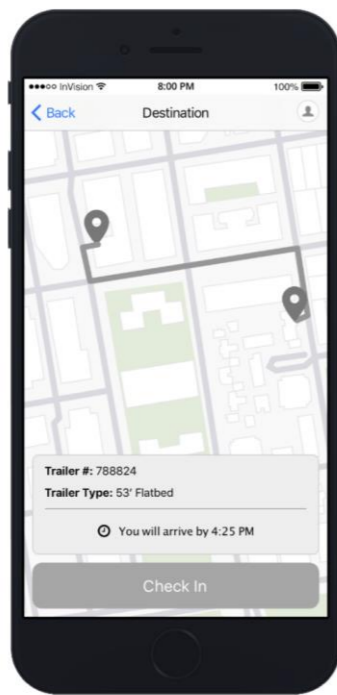 InVision 8:00 PM 100%
Back Destination
Trailer #: 788824
Trailer Type: 53' Flatbed
You will arrive by 4:25 PM
Check In